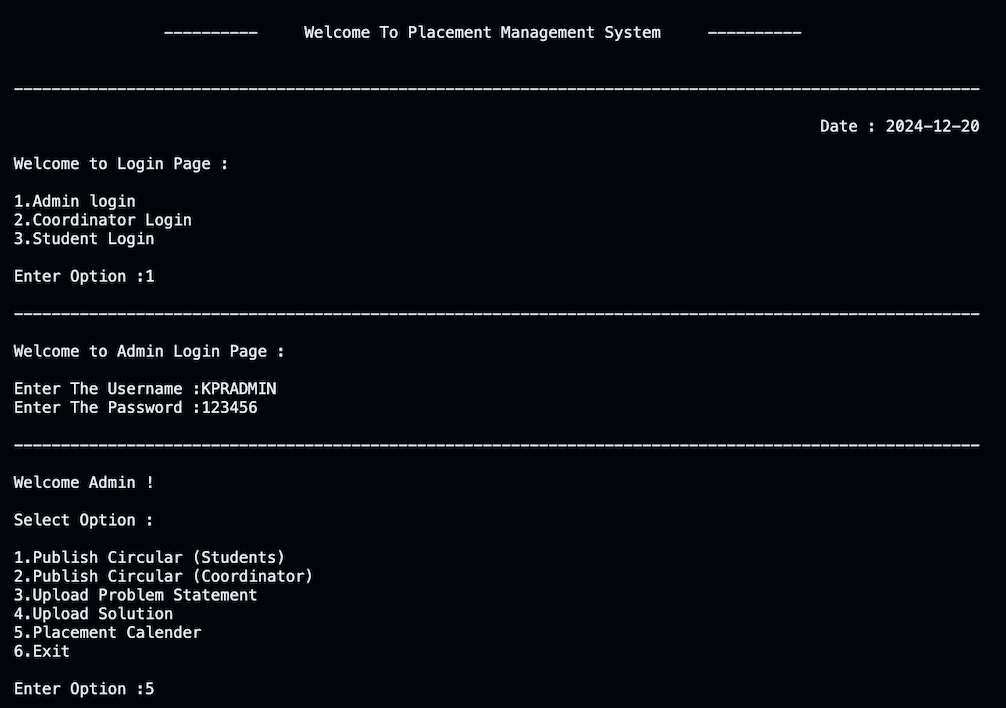 ----------     Welcome To Placement Management System     ----------
-------------------------------------------------------------------------------------------------------
Date : 2024-12-20
Welcome to Login Page :
1.Admin login
2.Coordinator Login
3.Student Login
Enter Option :1
-------------------------------------------------------------------------------------------------------
Welcome to Admin Login Page :
Enter The Username :KPRADMIN
Enter The Password :123456
-------------------------------------------------------------------------------------------------------
Welcome Admin !
Select Option :
1.Publish Circular (Students)
2.Publish Circular (Coordinator)
3.Upload Problem Statement
4.Upload Solution
5.Placement Calender
6.Exit
Enter Option :5